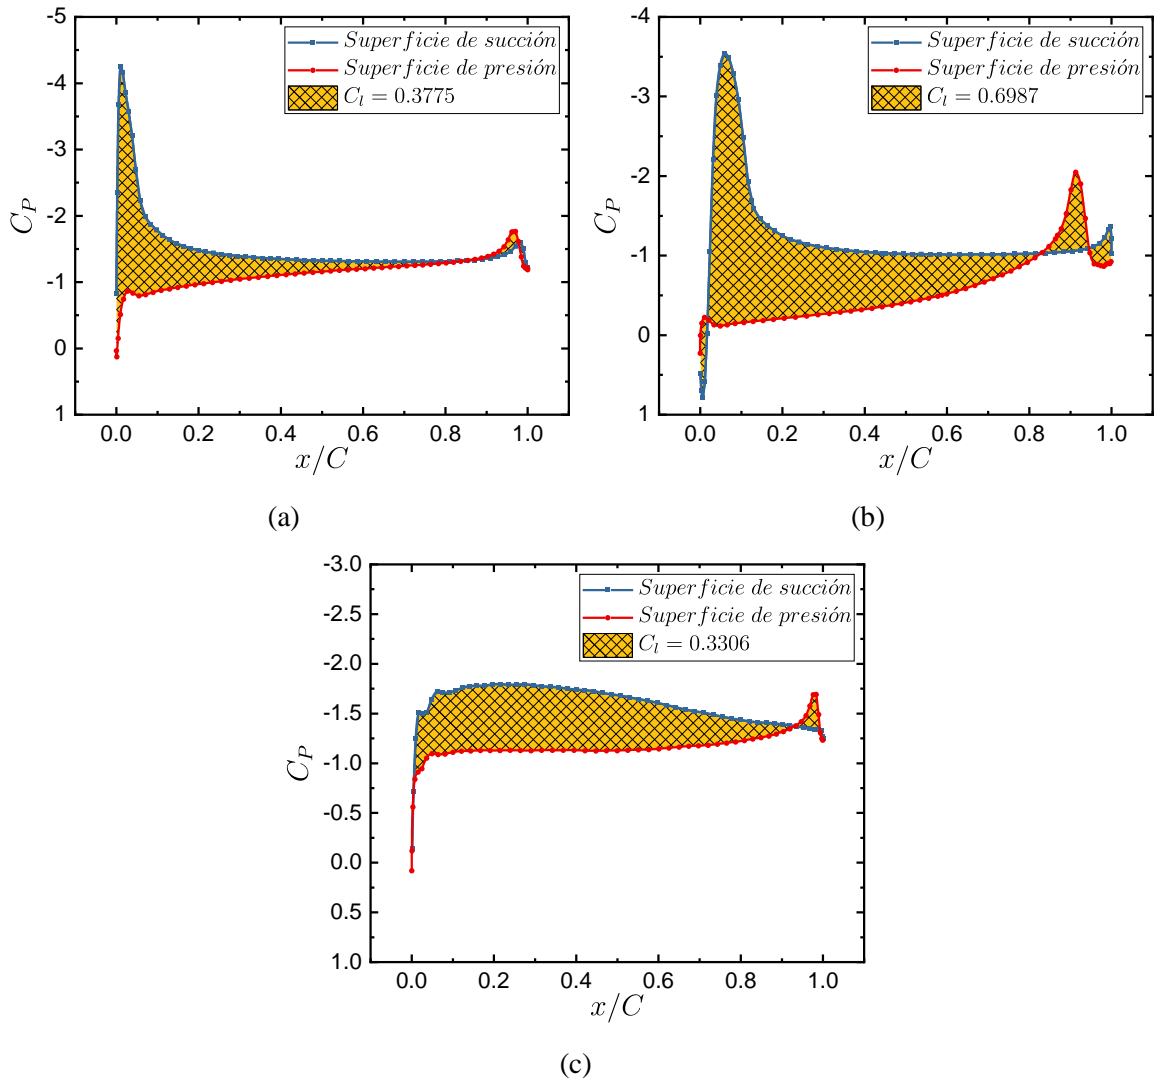 -5
-4
-3
-2
-1
0
1
0.0 0.2 0.4 0.6 0.8 1.0
C_P
x/C
Superficie de succión
Superficie de presión
C_l = 0.3775
(a)
-4
-3
-2
-1
0
1
0.0 0.2 0.4 0.6 0.8 1.0
C_P
x/C
Superficie de succión
Superficie de presión
C_l = 0.6987
(b)
-3.0
-2.5
-2.0
-1.5
-1.0
-0.5
0.0
0.5
1.0
0.0 0.2 0.4 0.6 0.8 1.0
C_P
x/C
Superficie de succión
Superficie de presión
C_l = 0.3306
(c)